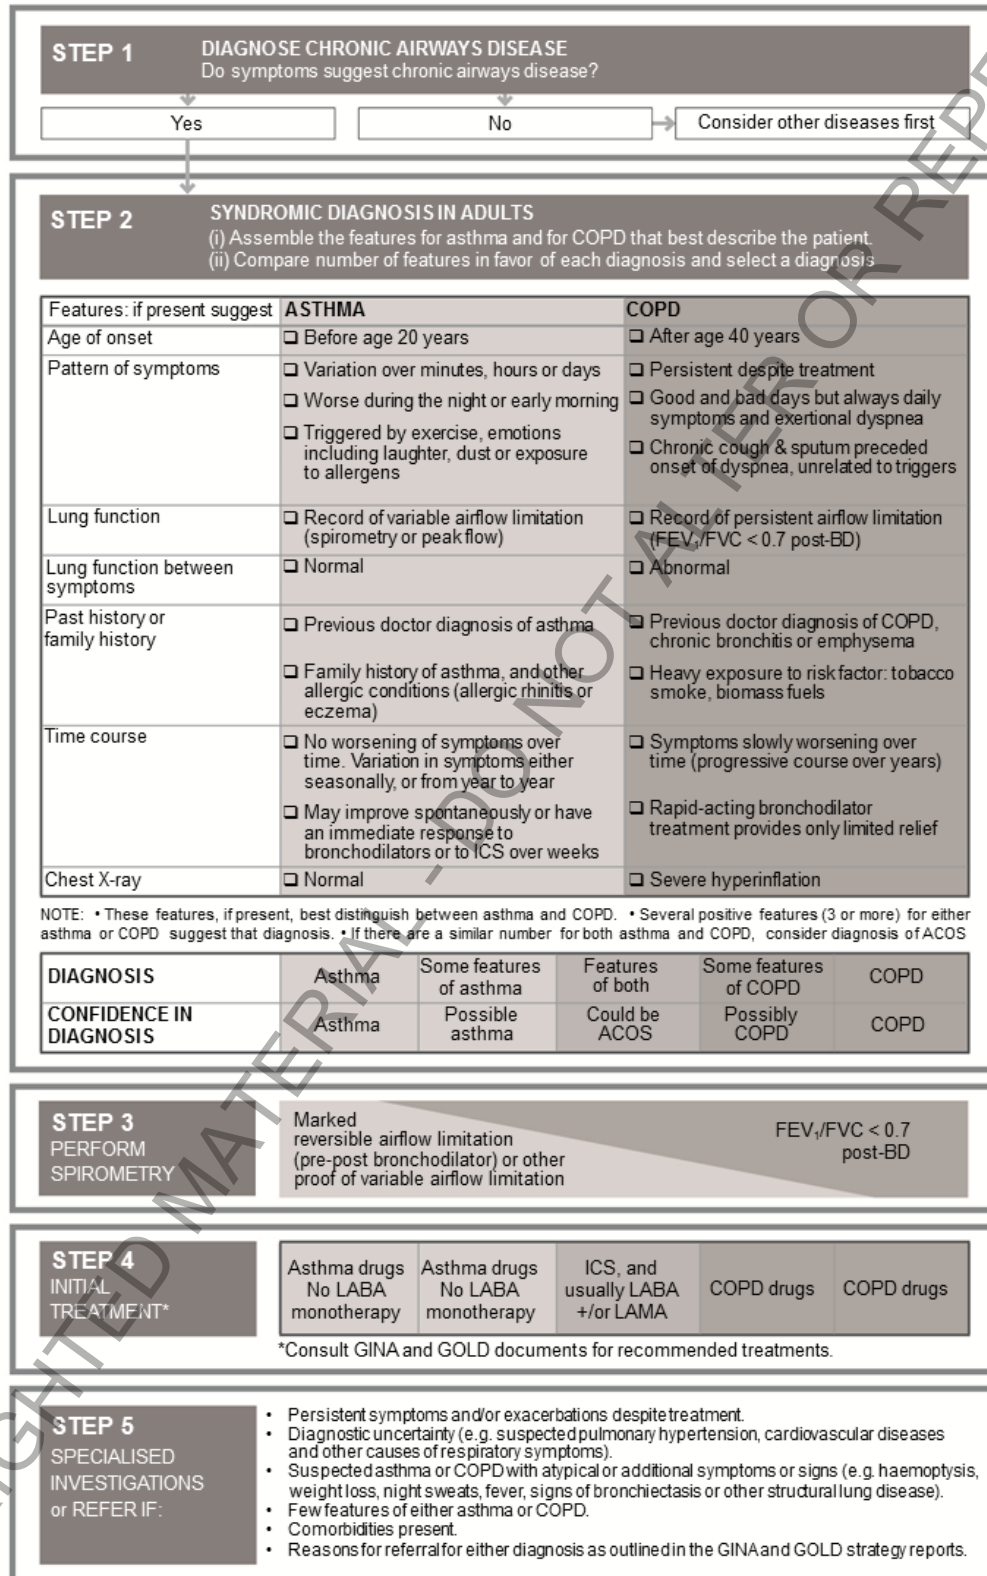 STEP 1
DIAGNOSE CHRONIC AIRWAYS DISEASE
Do symptoms suggest chronic airways disease?
Yes
No
Consider other diseases first
STEP 2
SYNDROMIC DIAGNOSIS IN ADULTS
(i) Assemble the features for asthma and for COPD that best describe the patient.
(ii) Compare number of features in favor of each diagnosis and select a diagnosis
Features: if present suggest
ASTHMA
COPD
Age of onset
❑ Before age 20 years
❑ After age 40 years
Pattern of symptoms
❑ Variation over minutes, hours or days
❑ Worse during the night or early morning
❑ Triggered by exercise, emotions
including laughter, dust or exposure
to allergens
❑ Persistent despite treatment
❑ Good and bad days but always daily
symptoms and exertional dyspnea
❑ Chronic cough & sputum preceded
onset of dyspnea, unrelated to triggers
Lung function
❑ Record of variable airflow limitation
(spirometry or peak flow)
❑ Record of persistent airflow limitation
(FEV₁/FVC < 0.7 post-BD)
Lung function between
symptoms
❑ Normal
❑ Abnormal
Past history or
family history
❑ Previous doctor diagnosis of asthma
❑ Family history of asthma, and other
allergic conditions (allergic rhinitis or
eczema)
❑ Previous doctor diagnosis of COPD,
chronic bronchitis or emphysema
❑ Heavy exposure to risk factor: tobacco
smoke, biomass fuels
Time course
❑ No worsening of symptoms over
time. Variation in symptoms either
seasonally, or from year to year
❑ May improve spontaneously or have
an immediate response to
bronchodilators or to ICS over weeks
❑ Symptoms slowly worsening over
time (progressive course over years)
❑ Rapid-acting bronchodilator
treatment provides only limited relief
Chest X-ray
❑ Normal
❑ Severe hyperinflation
NOTE: • These features, if present, best distinguish between asthma and COPD. • Several positive features (3 or more) for either
asthma or COPD suggest that diagnosis. • If there are a similar number for both asthma and COPD, consider diagnosis of ACOS
DIAGNOSIS
Asthma
Some features
of asthma
Features
of both
Some features
of COPD
COPD
CONFIDENCE IN
DIAGNOSIS
Asthma
Possible
asthma
Could be
ACOS
Possibly
COPD
COPD
STEP 3
PERFORM
SPIROMETRY
Marked
reversible airflow limitation
(pre-post bronchodilator) or other
proof of variable airflow limitation
FEV₁/FVC < 0.7
post-BD
STEP 4
INITIAL
TREATMENT*
Asthma drugs
No LABA
monotherapy
Asthma drugs
No LABA
monotherapy
ICS, and
usually LABA
+/or LAMA
COPD drugs
COPD drugs
*Consult GINA and GOLD documents for recommended treatments.
STEP 5
SPECIALISED
INVESTIGATIONS
or REFER IF:
• Persistent symptoms and/or exacerbations despite treatment.
• Diagnostic uncertainty (e.g. suspected pulmonary hypertension, cardiovascular diseases
and other causes of respiratory symptoms).
• Suspected asthma or COPD with atypical or additional symptoms or signs (e.g. haemoptysis,
weight loss, night sweats, fever, signs of bronchiectasis or other structural lung disease).
• Few features of either asthma or COPD.
• Comorbidities present.
• Reasons for referral for either diagnosis as outlined in the GINA and GOLD strategy reports.
MATERIAL - DO NOT ALTER OR